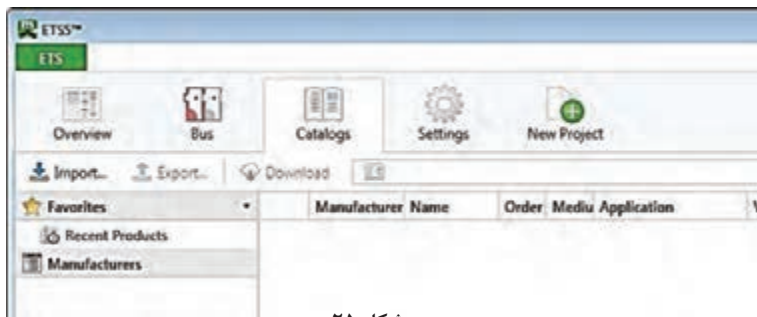 ETS5™
ETS
Overview Bus Catalogs Settings New Project
Import... Export... Download
Favorites Manufacturer Name Order Mediu Application V
Recent Products
Manufacturers